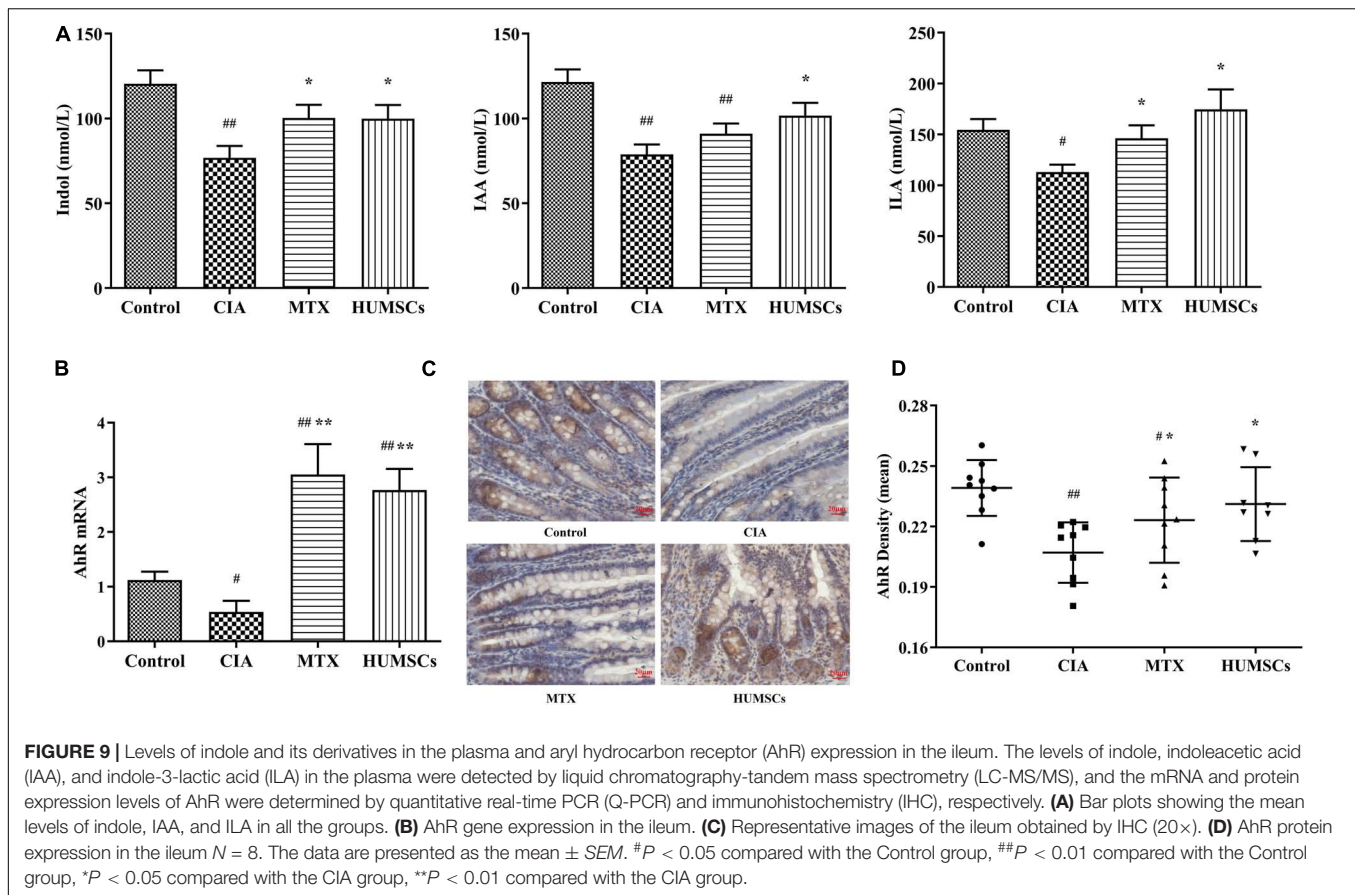 A
Indol (nmol/L)
150
100
50
0
##
*
*
Control CIA MTX HUMSCs
IAA (nmol/L)
150
100
50
0
##
##
*
Control CIA MTX HUMSCs
ILA (nmol/L)
250
200
150
100
50
0
#
*
*
Control CIA MTX HUMSCs
B
AhR mRNA
4
3
2
1
0
#
## **
## **
Control CIA MTX HUMSCs
C
20μm
20μm
Control CIA
20μm
20μm
MTX HUMSCs
D
AhR Density (mean)
0.28
0.25
0.22
0.19
0.16
##
# *
*
Control CIA MTX HUMSCs
FIGURE 9 | Levels of indole and its derivatives in the plasma and aryl hydrocarbon receptor (AhR) expression in the ileum. The levels of indole, indoleacetic acid
(IAA), and indole-3-lactic acid (ILA) in the plasma were detected by liquid chromatography-tandem mass spectrometry (LC-MS/MS), and the mRNA and protein
expression levels of AhR were determined by quantitative real-time PCR (Q-PCR) and immunohistochemistry (IHC), respectively. (A) Bar plots showing the mean
levels of indole, IAA, and ILA in all the groups. (B) AhR gene expression in the ileum. (C) Representative images of the ileum obtained by IHC (20×). (D) AhR protein
expression in the ileum N = 8. The data are presented as the mean ± SEM. #P < 0.05 compared with the Control group, ##P < 0.01 compared with the Control
group, *P < 0.05 compared with the CIA group, **P < 0.01 compared with the CIA group.